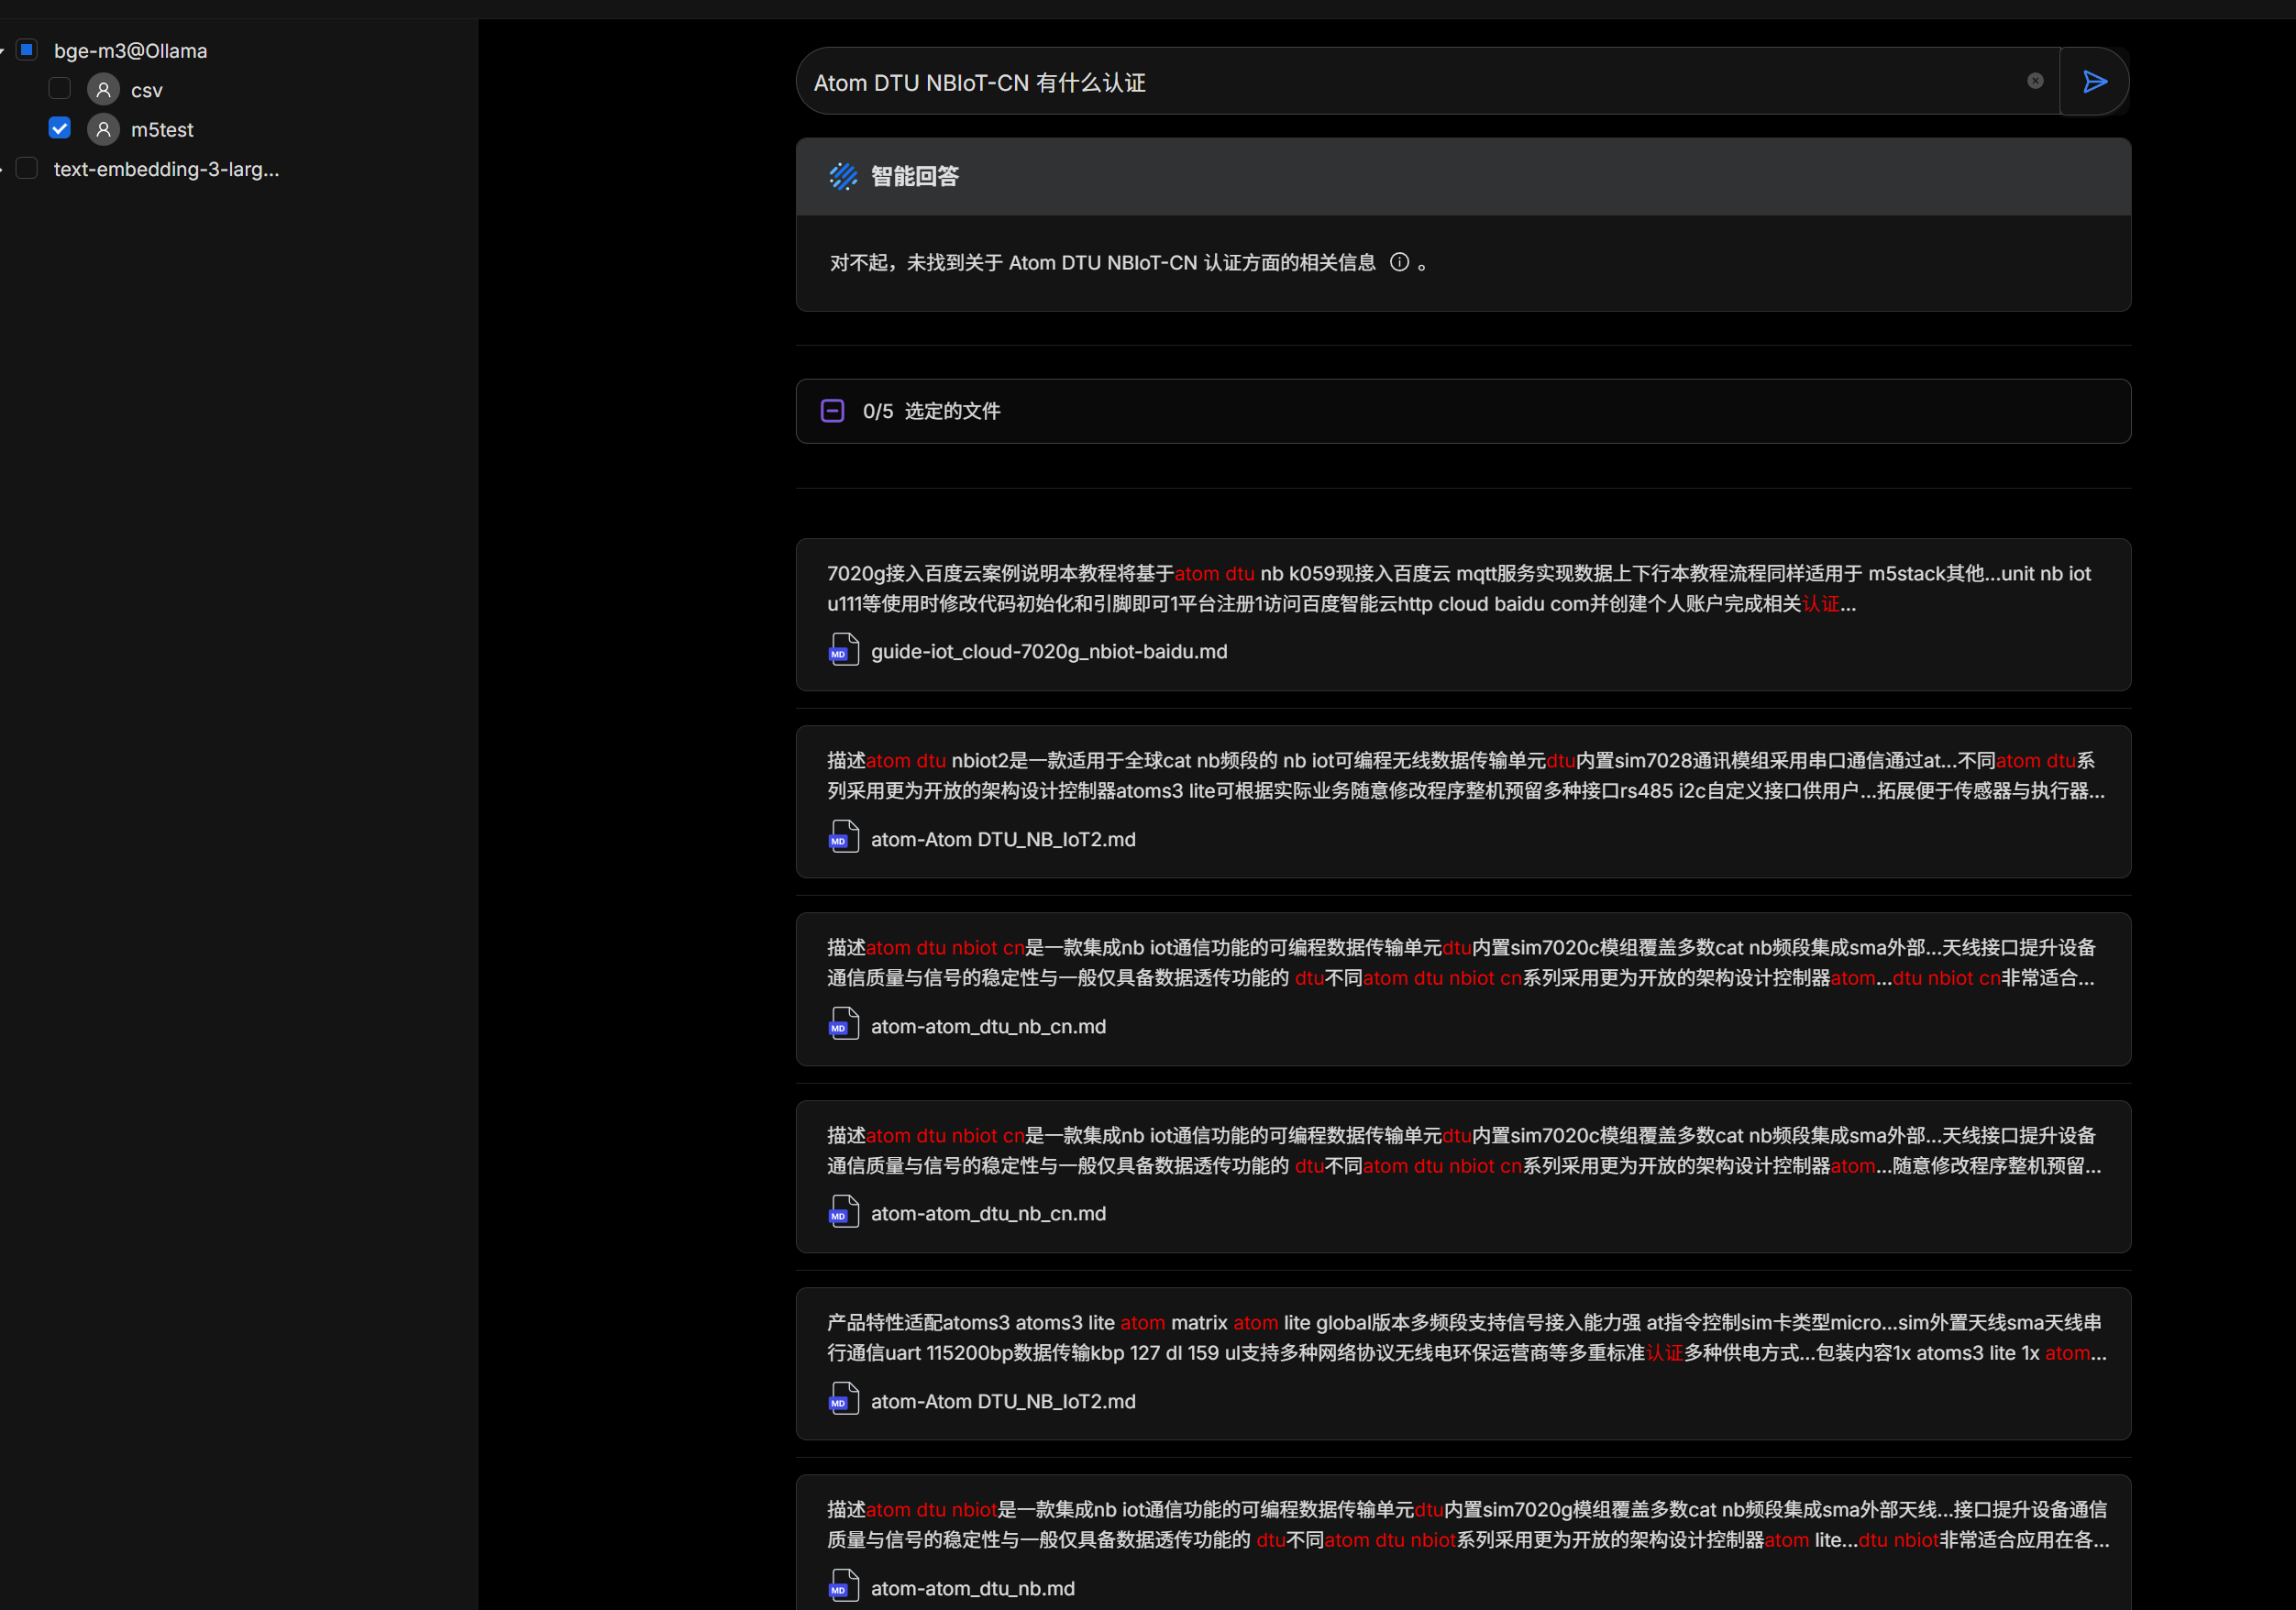 bge-m3@Ollama
csv
m5test
text-embedding-3-larg...
Atom DTU NBIoT-CN 有什么认证
智能回答
对不起，未找到关于 Atom DTU NBIoT-CN 认证方面的相关信息 。
0/5 选定的文件
7020g接入百度云案例说明本教程将基于atom dtu nb k059现接入百度云 mqtt服务实现数据上下行本教程流程同样适用于 m5stack其他...unit nb iot
u111等使用时修改代码初始化和引脚即可1平台注册1访问百度智能云http cloud baidu com并创建个人账户完成相关认证...
MD
guide-iot_cloud-7020g_nbiot-baidu.md
描述atom dtu nbiot2是一款适用于全球cat nb频段的 nb iot可编程无线数据传输单元dtu内置sim7028通讯模组采用串口通信通过at...不同atom dtu系
列采用更为开放的架构设计控制器atoms3 lite可根据实际业务随意修改程序整机预留多种接口rs485 i2c自定义接口供用户...拓展便于传感器与执行器...
MD
atom-Atom DTU_NB_IoT2.md
描述atom dtu nbiot cn是一款集成nb iot通信功能的可编程数据传输单元dtu内置sim7020c模组覆盖多数cat nb频段集成sma外部...天线接口提升设备
通信质量与信号的稳定性与一般仅具备数据透传功能的 dtu不同atom dtu nbiot cn系列采用更为开放的架构设计控制器atom...dtu nbiot cn非常适合...
MD
atom-atom_dtu_nb_cn.md
描述atom dtu nbiot cn是一款集成nb iot通信功能的可编程数据传输单元dtu内置sim7020c模组覆盖多数cat nb频段集成sma外部...天线接口提升设备
通信质量与信号的稳定性与一般仅具备数据透传功能的 dtu不同atom dtu nbiot cn系列采用更为开放的架构设计控制器atom...随意修改程序整机预留...
MD
atom-atom_dtu_nb_cn.md
产品特性适配atoms3 atoms3 lite atom matrix atom lite global版本多频段支持信号接入能力强 at指令控制sim卡类型micro...sim外置天线sma天线串
行通信uart 115200bp数据传输kbp 127 dl 159 ul支持多种网络协议无线电环保运营商等多重标准认证多种供电方式...包装内容1x atoms3 lite 1x atom...
MD
atom-Atom DTU_NB_IoT2.md
描述atom dtu nbiot是一款集成nb iot通信功能的可编程数据传输单元dtu内置sim7020g模组覆盖多数cat nb频段集成sma外部天线...接口提升设备通信
质量与信号的稳定性与一般仅具备数据透传功能的 dtu不同atom dtu nbiot系列采用更为开放的架构设计控制器atom lite...dtu nbiot非常适合应用在各...
MD
atom-atom_dtu_nb.md